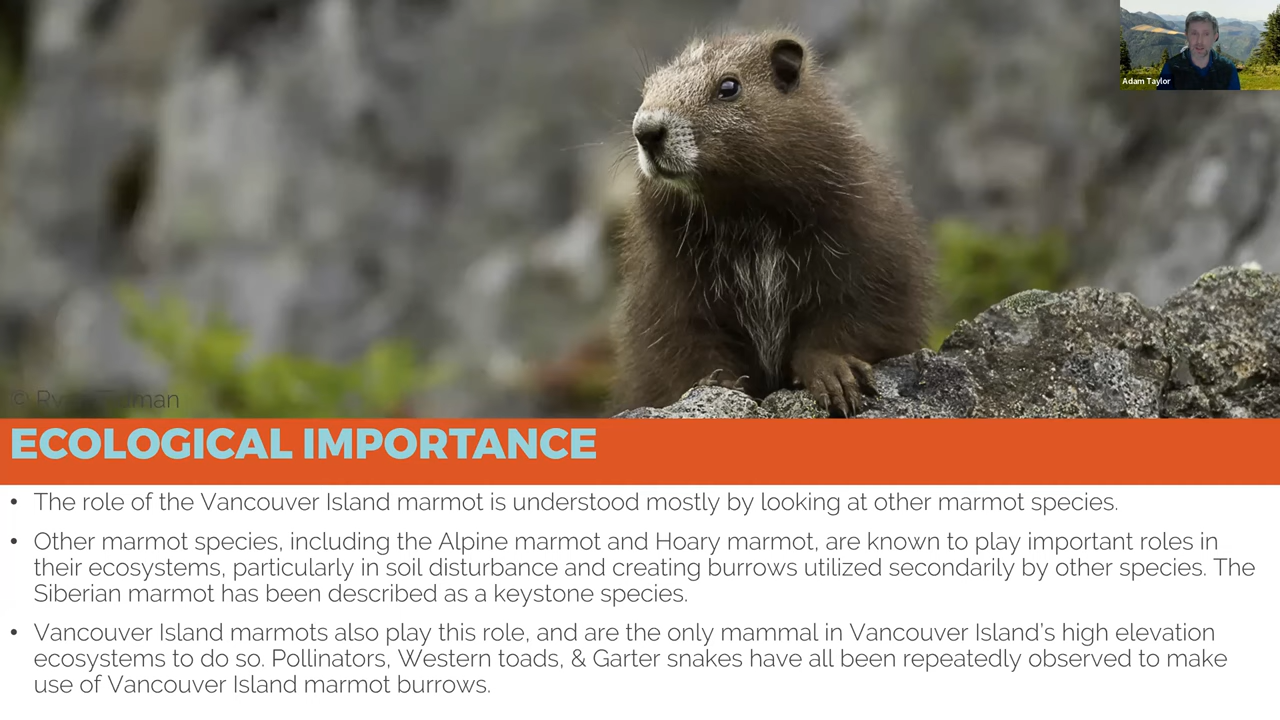 Adam Taylor
©
ECOLOGICAL IMPORTANCE
• The role of the Vancouver Island marmot is understood mostly by looking at other marmot species.
• Other marmot species, including the Alpine marmot and Hoary marmot, are known to play important roles in
their ecosystems, particularly in soil disturbance and creating burrows utilized secondarily by other species. The
Siberian marmot has been described as a keystone species.
• Vancouver Island marmots also play this role, and are the only mammal in Vancouver Island's high elevation
ecosystems to do so. Pollinators, Western toads, & Garter snakes have all been repeatedly observed to make
use of Vancouver Island marmot burrows.